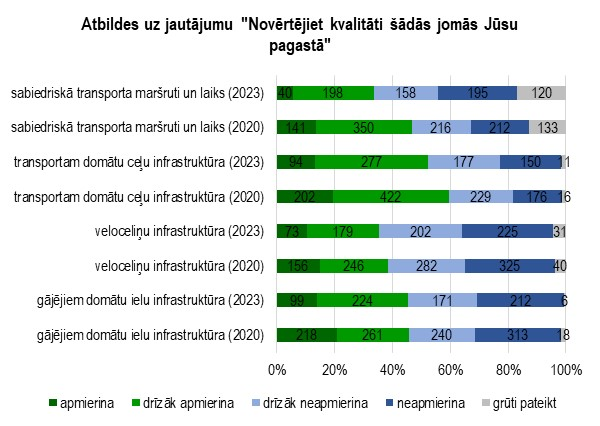 Atbildes uz jautājumu "Novērtējiet kvalitāti šādās jomās Jūsu
pagastā"
sabiedriskā transporta maršruti un laiks (2023) 40 198 158 195 120
sabiedriskā transporta maršruti un laiks (2020) 141 350 216 212 133
transportam domātu ceļu infrastruktūra (2023) 94 277 177 150 11
transportam domātu ceļu infrastruktūra (2020) 202 422 229 176 16
veloceliņu infrastruktūra (2023) 73 179 202 225 31
veloceliņu infrastruktūra (2020) 156 246 282 325 40
gājējiem domātu ielu infrastruktūra (2023) 99 224 171 212 6
gājējiem domātu ielu infrastruktūra (2020) 218 261 240 313 18
0% 20% 40% 60% 80% 100%
apmierina drīzāk apmierina drīzāk neapmierina neapmierina grūti pateikt